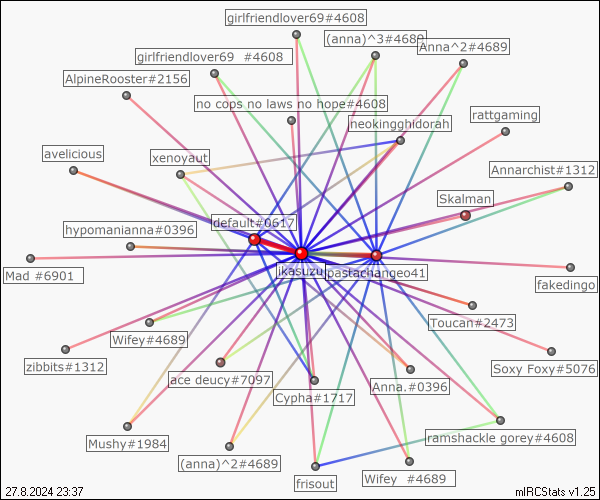 girlfriendlover69#4608
(anna)^3#4689
Anna^2#4689
girlfriendlover69 #4608
AlpineRooster#2156
no cops no laws no hope#4608
rattgaming
neokingghidorah
avelicious
xenoyaut
Annarchist#1312
Skalman
default#0617
hypomanianna#0396
jkasuzu
pastachangeo41
Mad #6901
fakedingo
Toucan#2473
Wifey#4689
zibbits#1312
Soxy Foxy#5076
ace deucy#7097
Anna.#0396
Cypha#1717
Mushy#1984
ramshackle gorey#4608
(anna)^2#4689
frisout
Wifey #4689
27.8.2024 23:37
mIRCStats v1.25